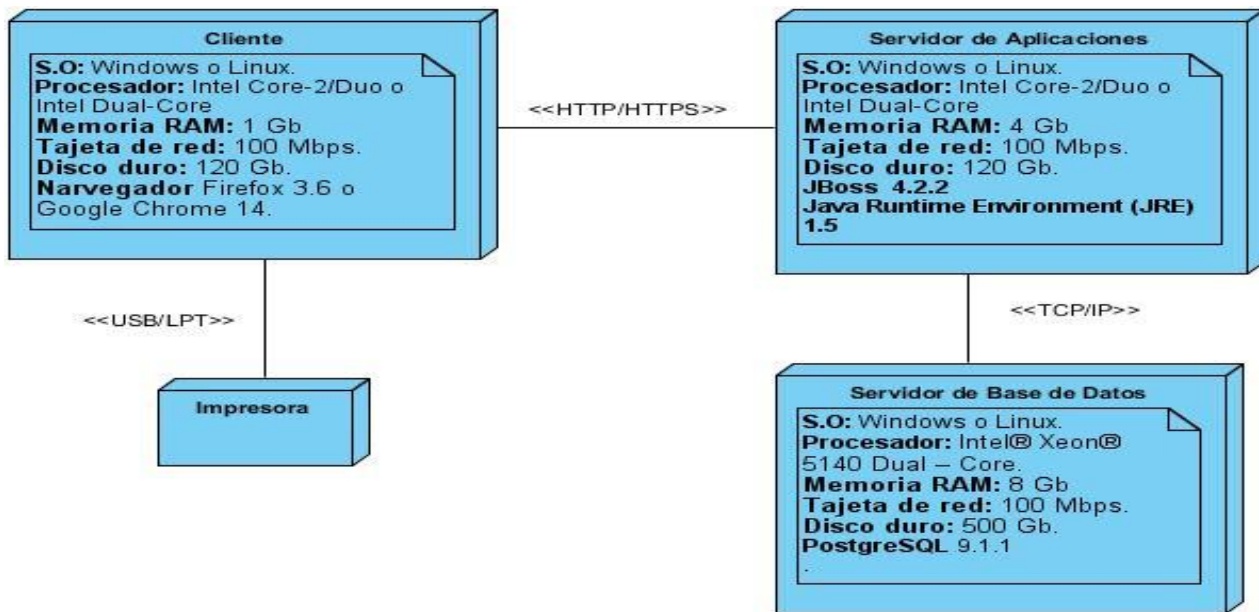 Cliente
S.O: Windows o Linux.
Procesador: Intel Core-2/Duo o
Intel Dual-Core
Memoria RAM: 1 Gb
Tajeta de red: 100 Mbps.
Disco duro: 120 Gb.
Narvegador Firefox 3.6 o
Google Chrome 14.
<<HTTP/HTTPS>>
Servidor de Aplicaciones
S.O: Windows o Linux.
Procesador: Intel Core-2/Duo o
Intel Dual-Core
Memoria RAM: 4 Gb
Tajeta de red: 100 Mbps.
Disco duro: 120 Gb.
JBoss 4.2.2
Java Runtime Environment (JRE)
1.5
<<USB/LPT>>
<<TCP/IP>>
Impresora
Servidor de Base de Datos
S.O: Windows o Linux.
Procesador: Intel® Xeon®
5140 Dual – Core.
Memoria RAM: 8 Gb
Tajeta de red: 100 Mbps.
Disco duro: 500 Gb.
PostgreSQL 9.1.1
.